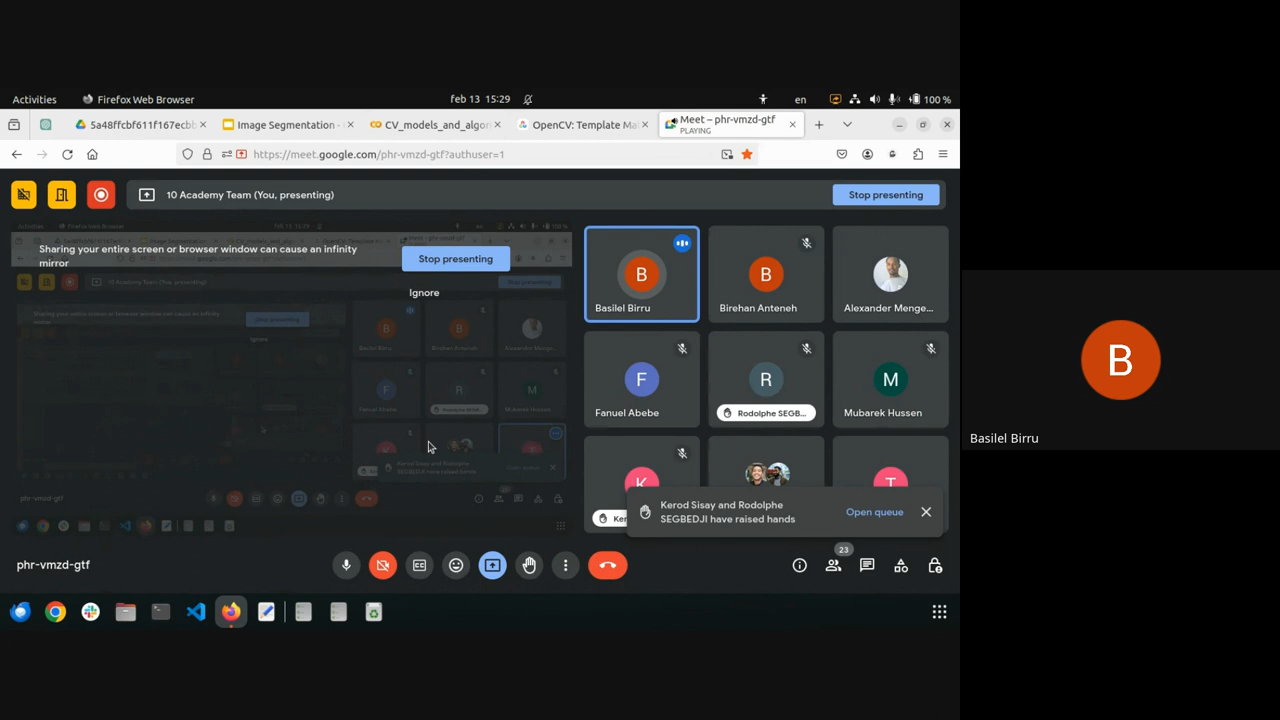 Activities
Firefox Web Browser
feb 13 15:29
en
100 %
5a48ffcbf611f167ecb
Image Segmentation -
CV_models_and_algor
OpenCV: Template Ma
Meet – phr-vmzd-gtf
PLAYING
https://meet.google.com/phr-vmzd-gtf?authuser=1
10 Academy Team (You, presenting)
Stop presenting
Sharing your entire screen or browser window can cause an infinity
mirror
Stop presenting
Ignore
B
Basilel Birru
B
Birehan Anteneh
Alexander Menge...
F
Fanuel Abebe
R
Rodolphe SEGB...
M
Mubarek Hussen
K
Ker
T
Kerod Sisay and Rodolphe
SEGBEDJI have raised hands
Open queue
phr-vmzd-gtf
23
B
Basilel Birru